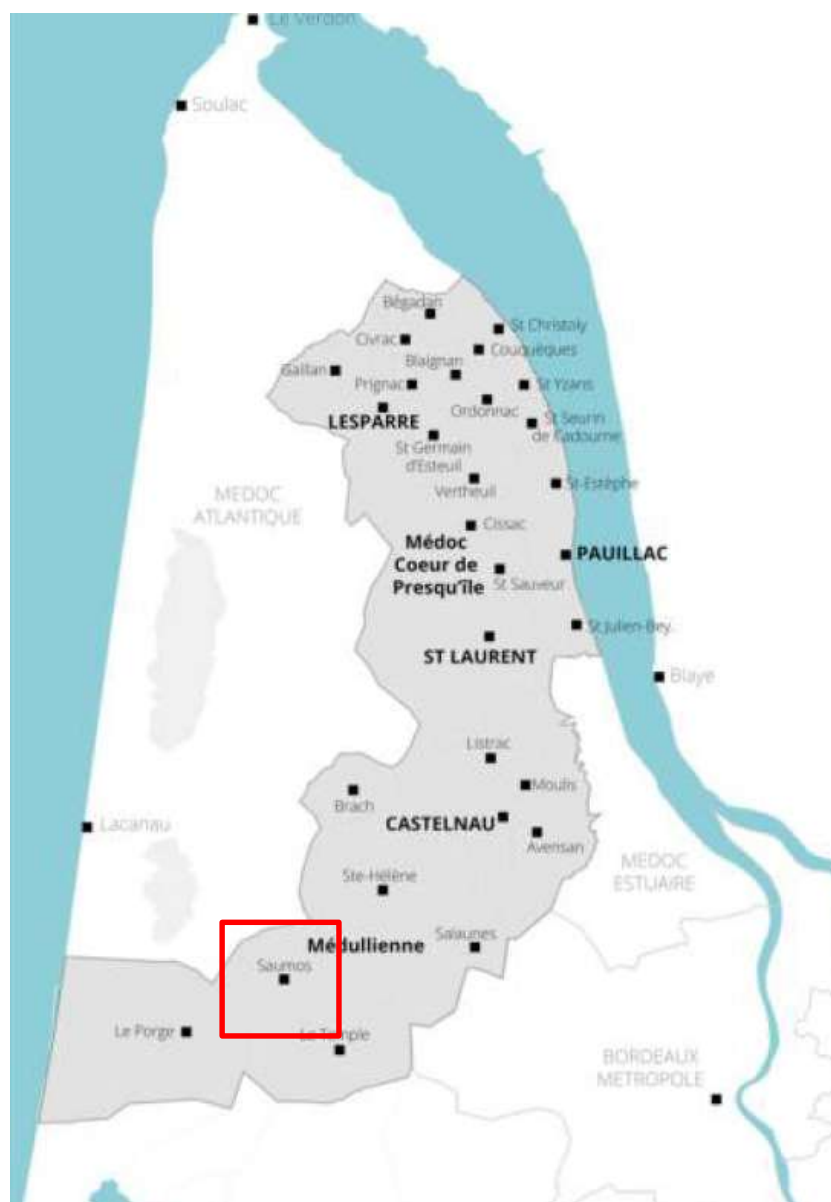 Le Verdon
Soulac
Bégadan
St Christoly
Civrac
Couquèques
Blaignan
Gaillan
Prignac
St Yzans
Ordonnac
LESPARRE
St Seurin
de Cadourne
St Germain
d'Esteuil
Vertheuil
St-Estèphe
MEDOC
ATLANTIQUE
Cissac
Médoc
Coeur de
Presqu'île
PAUILLAC
St Sauveur
St Julien-Bey.
ST LAURENT
Blaye
Listrac
Moulis
Brach
CASTELNAU
Lacanau
Avensan
MEDOC
ESTUAIRE
Ste-Hélène
Salaunes
Médullienne
Saumos
Le Porge
Le Temple
BORDEAUX
METROPOLE